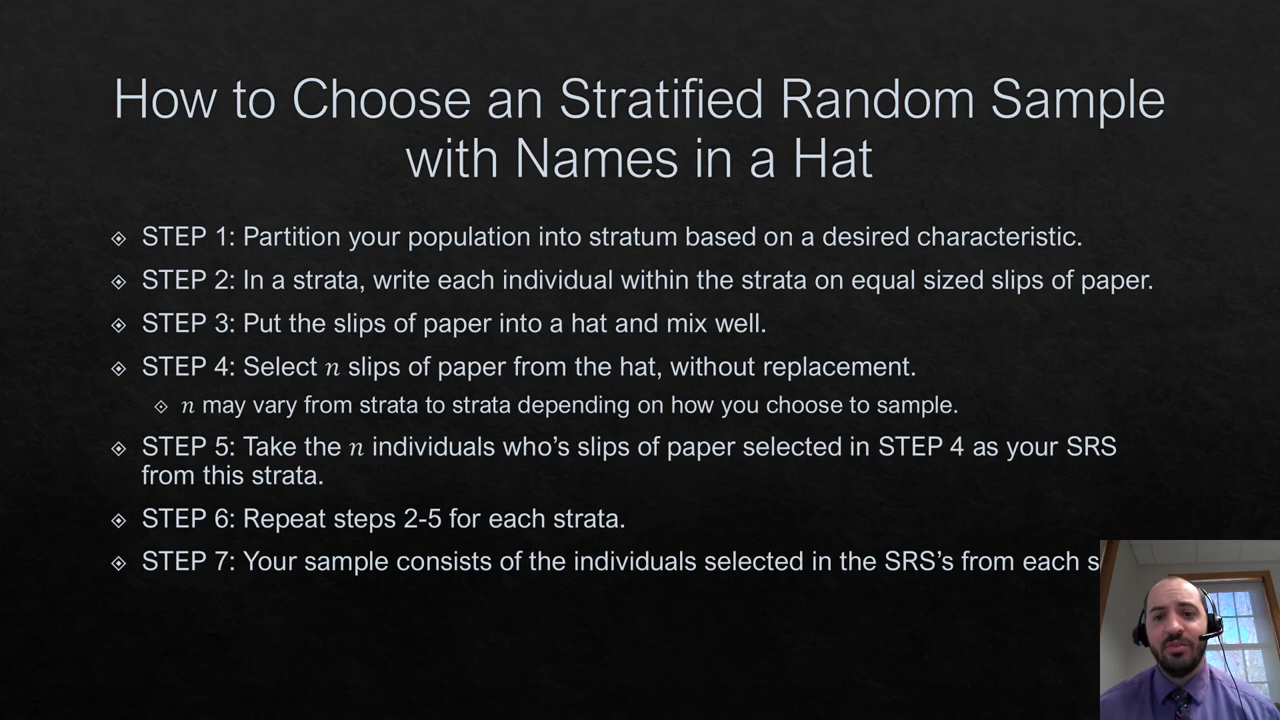 How to Choose an Stratified Random Sample
with Names in a Hat
STEP 1: Partition your population into stratum based on a desired characteristic.
STEP 2: In a strata, write each individual within the strata on equal sized slips of paper.
STEP 3: Put the slips of paper into a hat and mix well.
STEP 4: Select n slips of paper from the hat, without replacement.
n may vary from strata to strata depending on how you choose to sample.
STEP 5: Take the n individuals who’s slips of paper selected in STEP 4 as your SRS
from this strata.
STEP 6: Repeat steps 2-5 for each strata.
STEP 7: Your sample consists of the individuals selected in the SRS’s from each